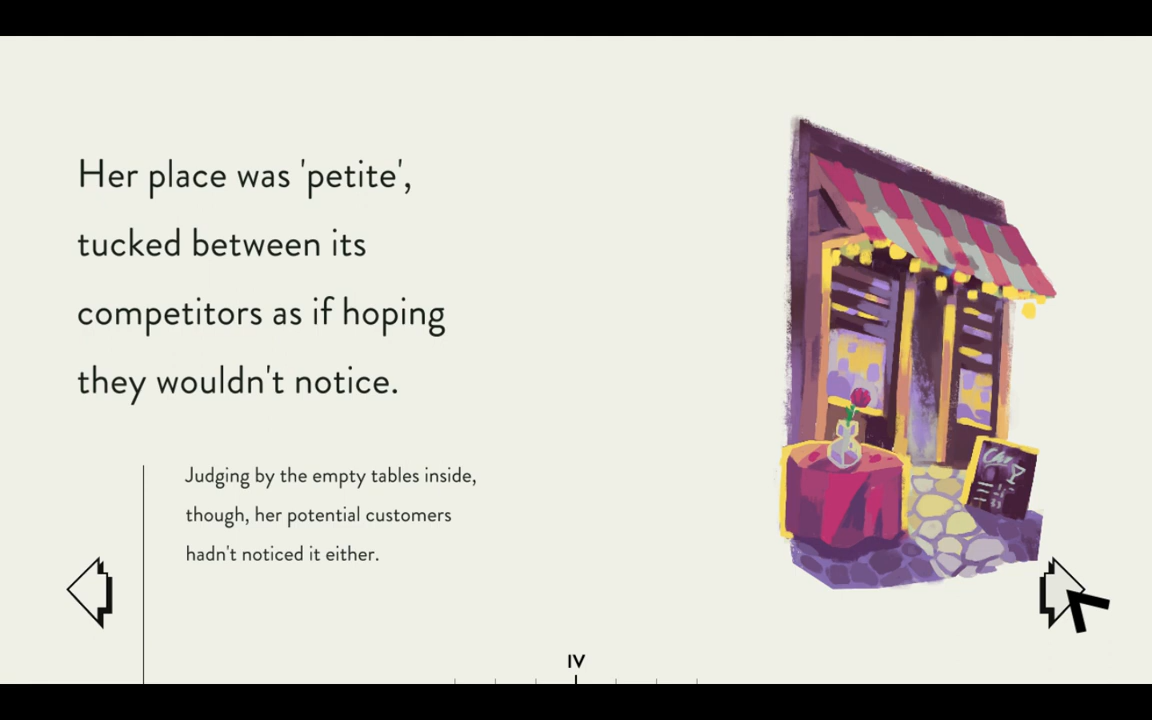 Her place was 'petite',
tucked between its
competitors as if hoping
they wouldn't notice.
Judging by the empty tables inside,
though, her potential customers
hadn't noticed it either.
IV